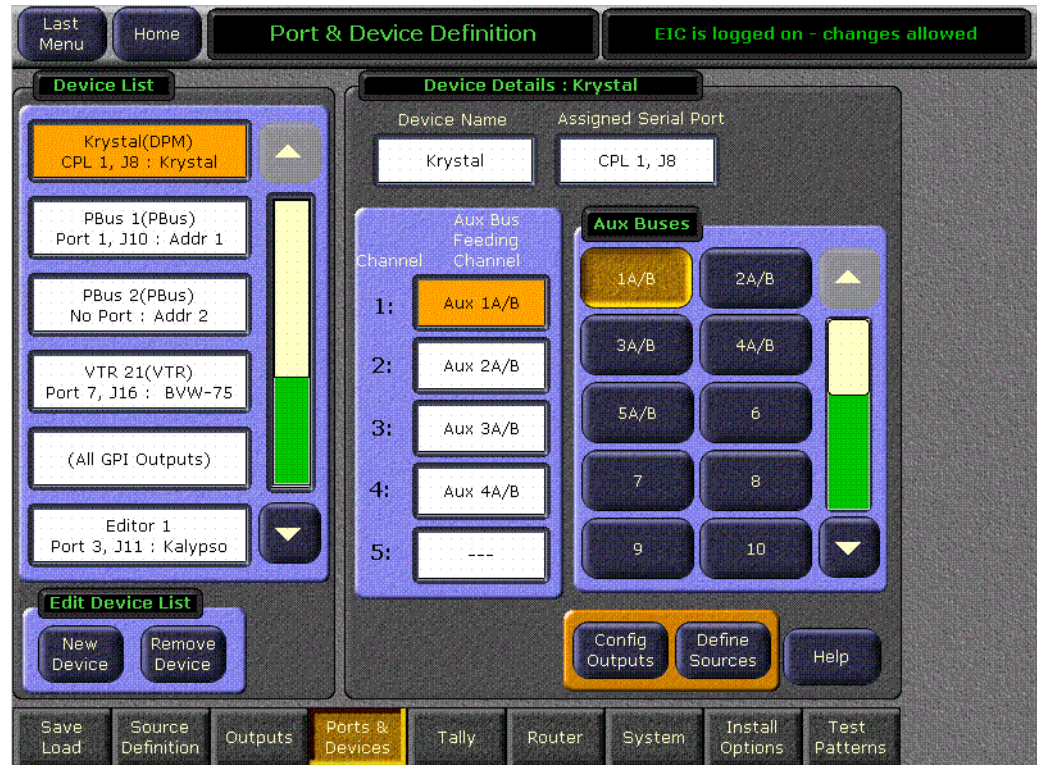 Last
Menu
Home
Port & Device Definition
EIC is logged on - changes allowed
Device List
Krystal(DPM)
CPL 1, J8 : Krystal
PBus 1(PBus)
Port 1, J10 : Addr 1
PBus 2(PBus)
No Port : Addr 2
VTR 21(VTR)
Port 7, J16 : BVW-75
(All GPI Outputs)
Editor 1
Port 3, J11 : Kalypso
Edit Device List
New
Device
Remove
Device
Device Details : Krystal
Device Name
Assigned Serial Port
Krystal
CPL 1, J8
Channel
Aux Bus
Feeding
Channel
1:
Aux 1A/B
2:
Aux 2A/B
3:
Aux 3A/B
4:
Aux 4A/B
5:
---
Aux Buses
1A/B
2A/B
3A/B
4A/B
5A/B
6
7
8
9
10
Config
Outputs
Define
Sources
Help
Save
Load
Source
Definition
Outputs
Ports &
Devices
Tally
Router
System
Install
Options
Test
Patterns